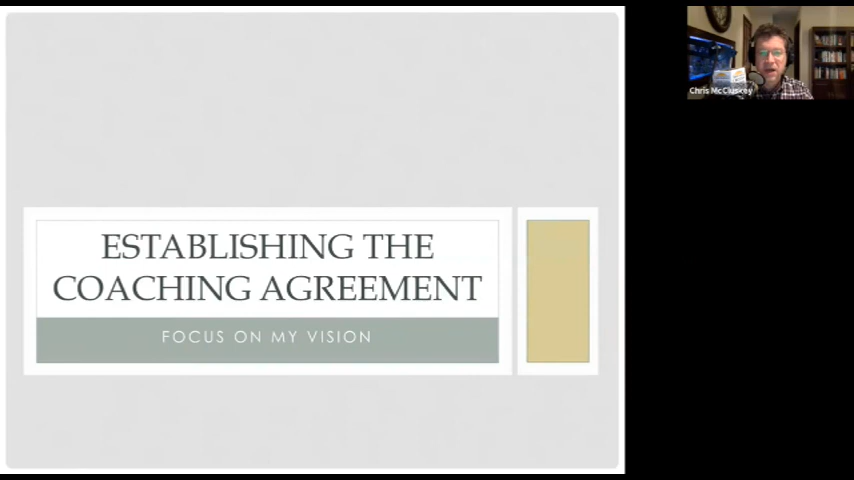 ESTABLISHING THE
COACHING AGREEMENT
FOCUS ON MY VISION
Chris McCluskey